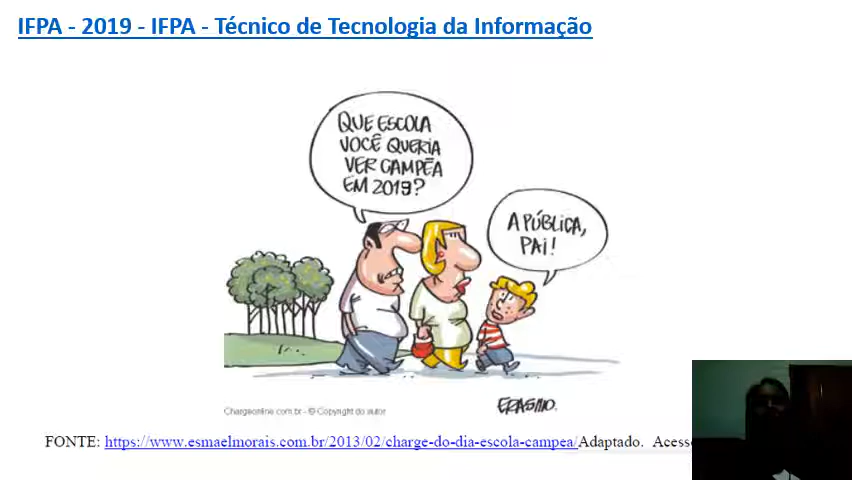 IFPA - 2019 - IFPA - Técnico de Tecnologia da Informação
QUE ESCOLA
VOCÊ QUERIA
VER CAMPEÃ
EM 2019?
A PÚBLICA,
PAI!
Chargeonline.com.br - © Copyright do autor
ERASMO.
FONTE: https://www.esmaelmorais.com.br/2013/02/charge-do-dia-escola-campea/Adaptado. Acesso